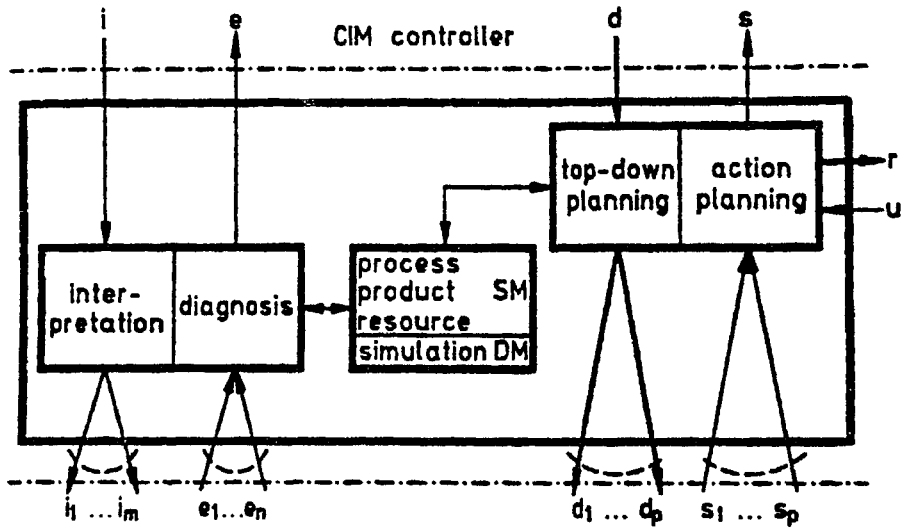 i e d s
CIM controller
top-down planning
action planning
r
u
inter-
pretation
diagnosis
process
product SM
resource
simulation DM
i₁ ...iₘ e₁...eₙ d₁ ... dₚ s₁ ... sₚ